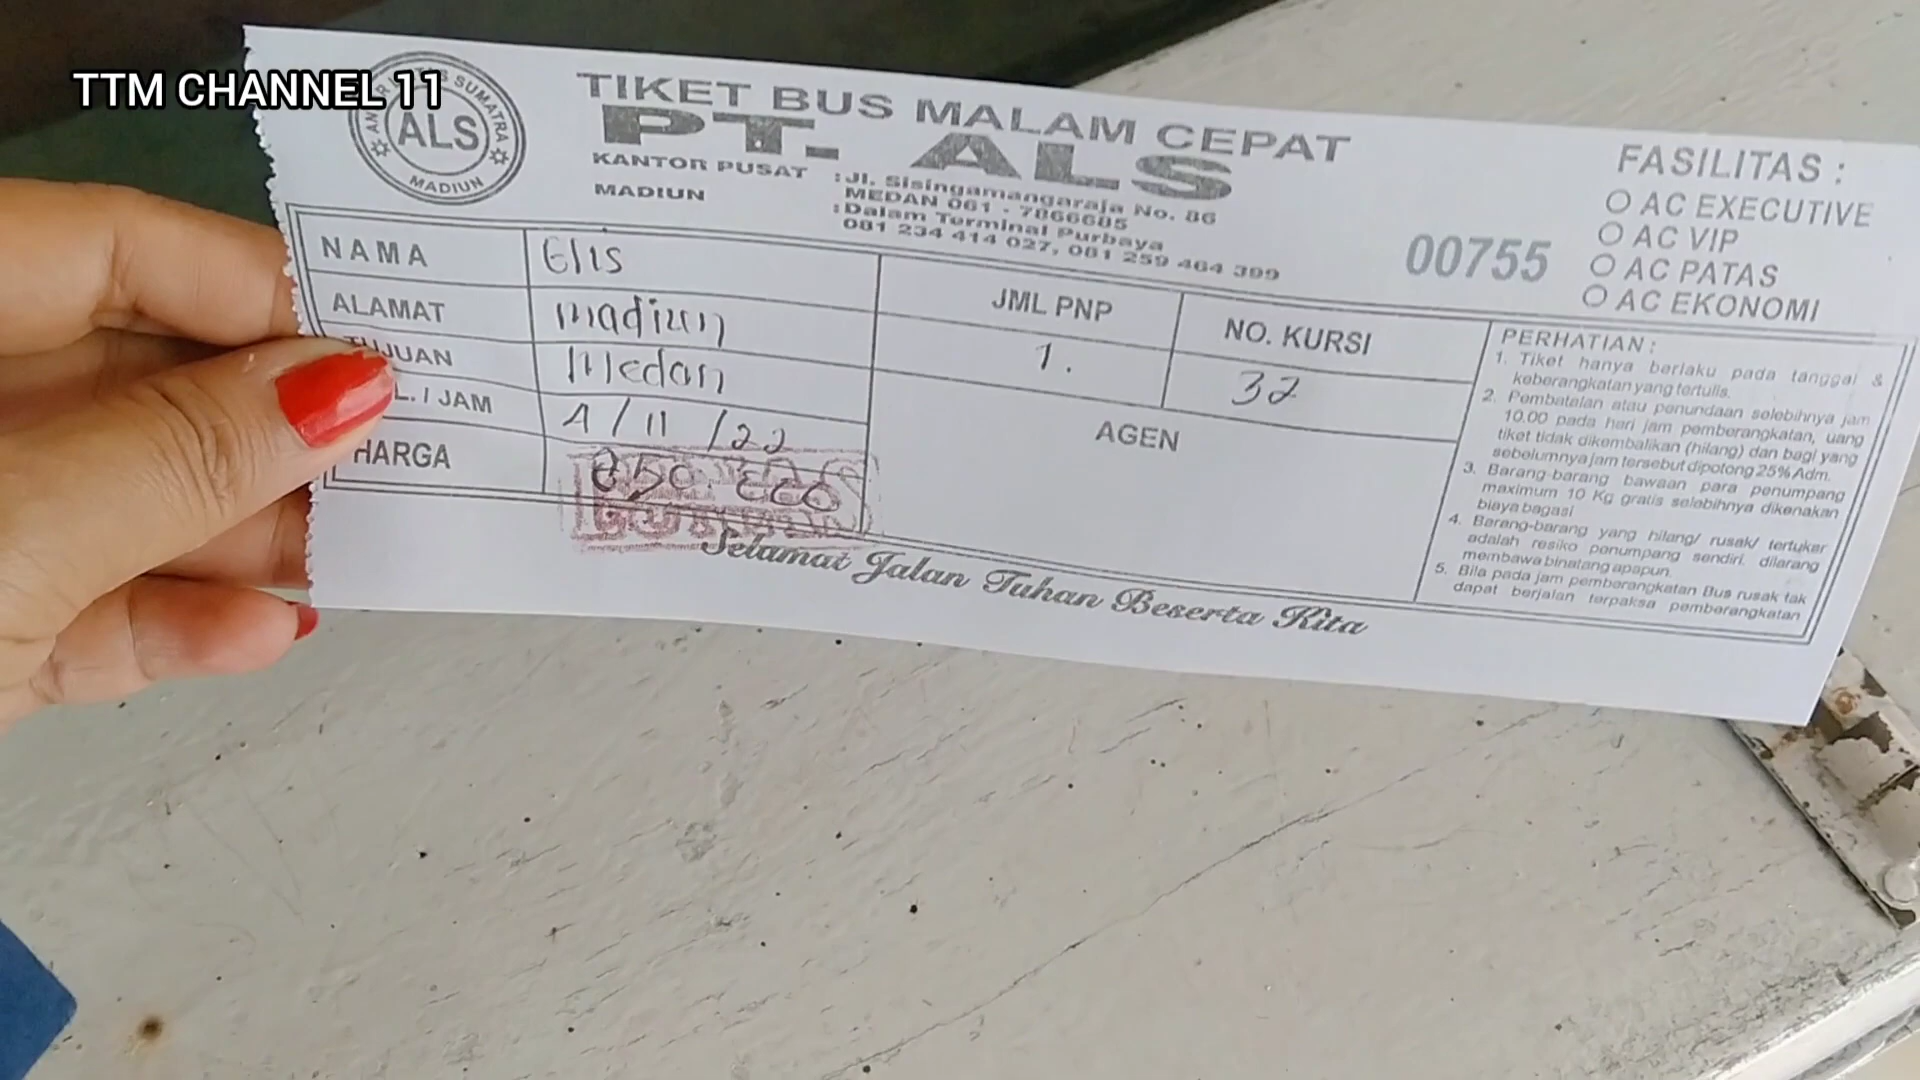 TTM CHANNEL 11
ALS
MADIUN
TIKET BUS MALAM CEPAT
PT. ALS
KANTOR PUSAT : Jl. Sisingamangaraja No. 86
MEDAN 061 - 7866685
MADIUN : Dalam Terminal Purbaya
081 234 414 027, 081 259 464 399
00755
FASILITAS :
AC EXECUTIVE
AC VIP
AC PATAS
AC EKONOMI
NAMA Elis
ALAMAT Madiun
TUJUAN Medan
L. / JAM 4/11/22
HARGA
JML PNP
1.
NO. KURSI
32
AGEN
PERHATIAN :
1. Tiket hanya berlaku pada tanggal &
keberangkatan yang tertulis.
2. Pembatalan atau penundaan selebihnya jam
10.00 pada hari jam pemberangkatan, uang
tiket tidak dikembalikan (hilang) dan bagi yang
sebelumnya jam tersebut dipotong 25% Adm.
3. Barang-barang bawaan para penumpang
maximum 10 Kg gratis selebihnya dikenakan
biaya bagasi
4. Barang-barang yang hilang/ rusak/ tertukar
adalah resiko penumpang sendiri. dilarang
membawa binatang apapun.
5. Bila pada jam pemberangkatan Bus rusak tak
dapat berjalan terpaksa pemberangkatan
Selamat Jalan Tuhan Beserta Kita